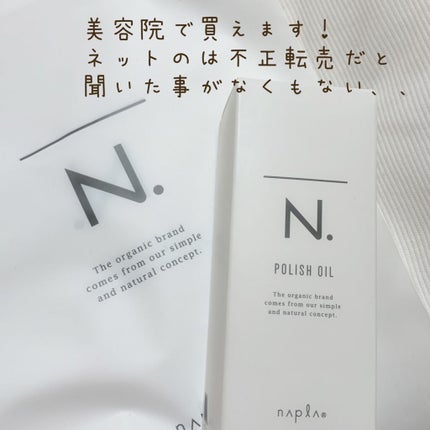 美容院で買えます！
ネットのは不正転売だと
聞いた事がなくもない、、
N.
The organic brand
comes from our simple
and natural concept.
N.
POLISH OIL
The organic brand
comes from our simple
and natural concept.
napla®